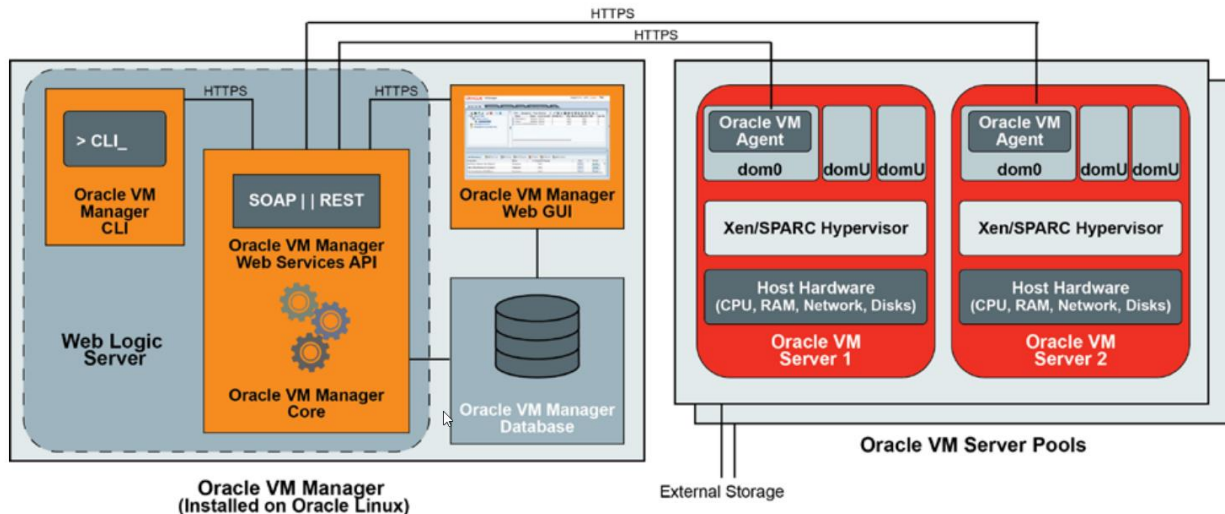 HTTPS
HTTPS
HTTPS
HTTPS
> CLI_
Oracle VM
Manager
CLI
SOAP || REST
Oracle VM Manager
Web Services API
Oracle VM Manager
Core
Web Logic
Server
Oracle VM Manager
Web GUI
Oracle VM Manager
Database
Oracle VM Manager
(Installed on Oracle Linux)
Oracle VM
Agent
dom0
domU
domU
Xen/SPARC Hypervisor
Host Hardware
(CPU, RAM, Network, Disks)
Oracle VM
Server 1
Oracle VM
Agent
dom0
domU
domU
Xen/SPARC Hypervisor
Host Hardware
(CPU, RAM, Network, Disks)
Oracle VM
Server 2
Oracle VM Server Pools
External Storage